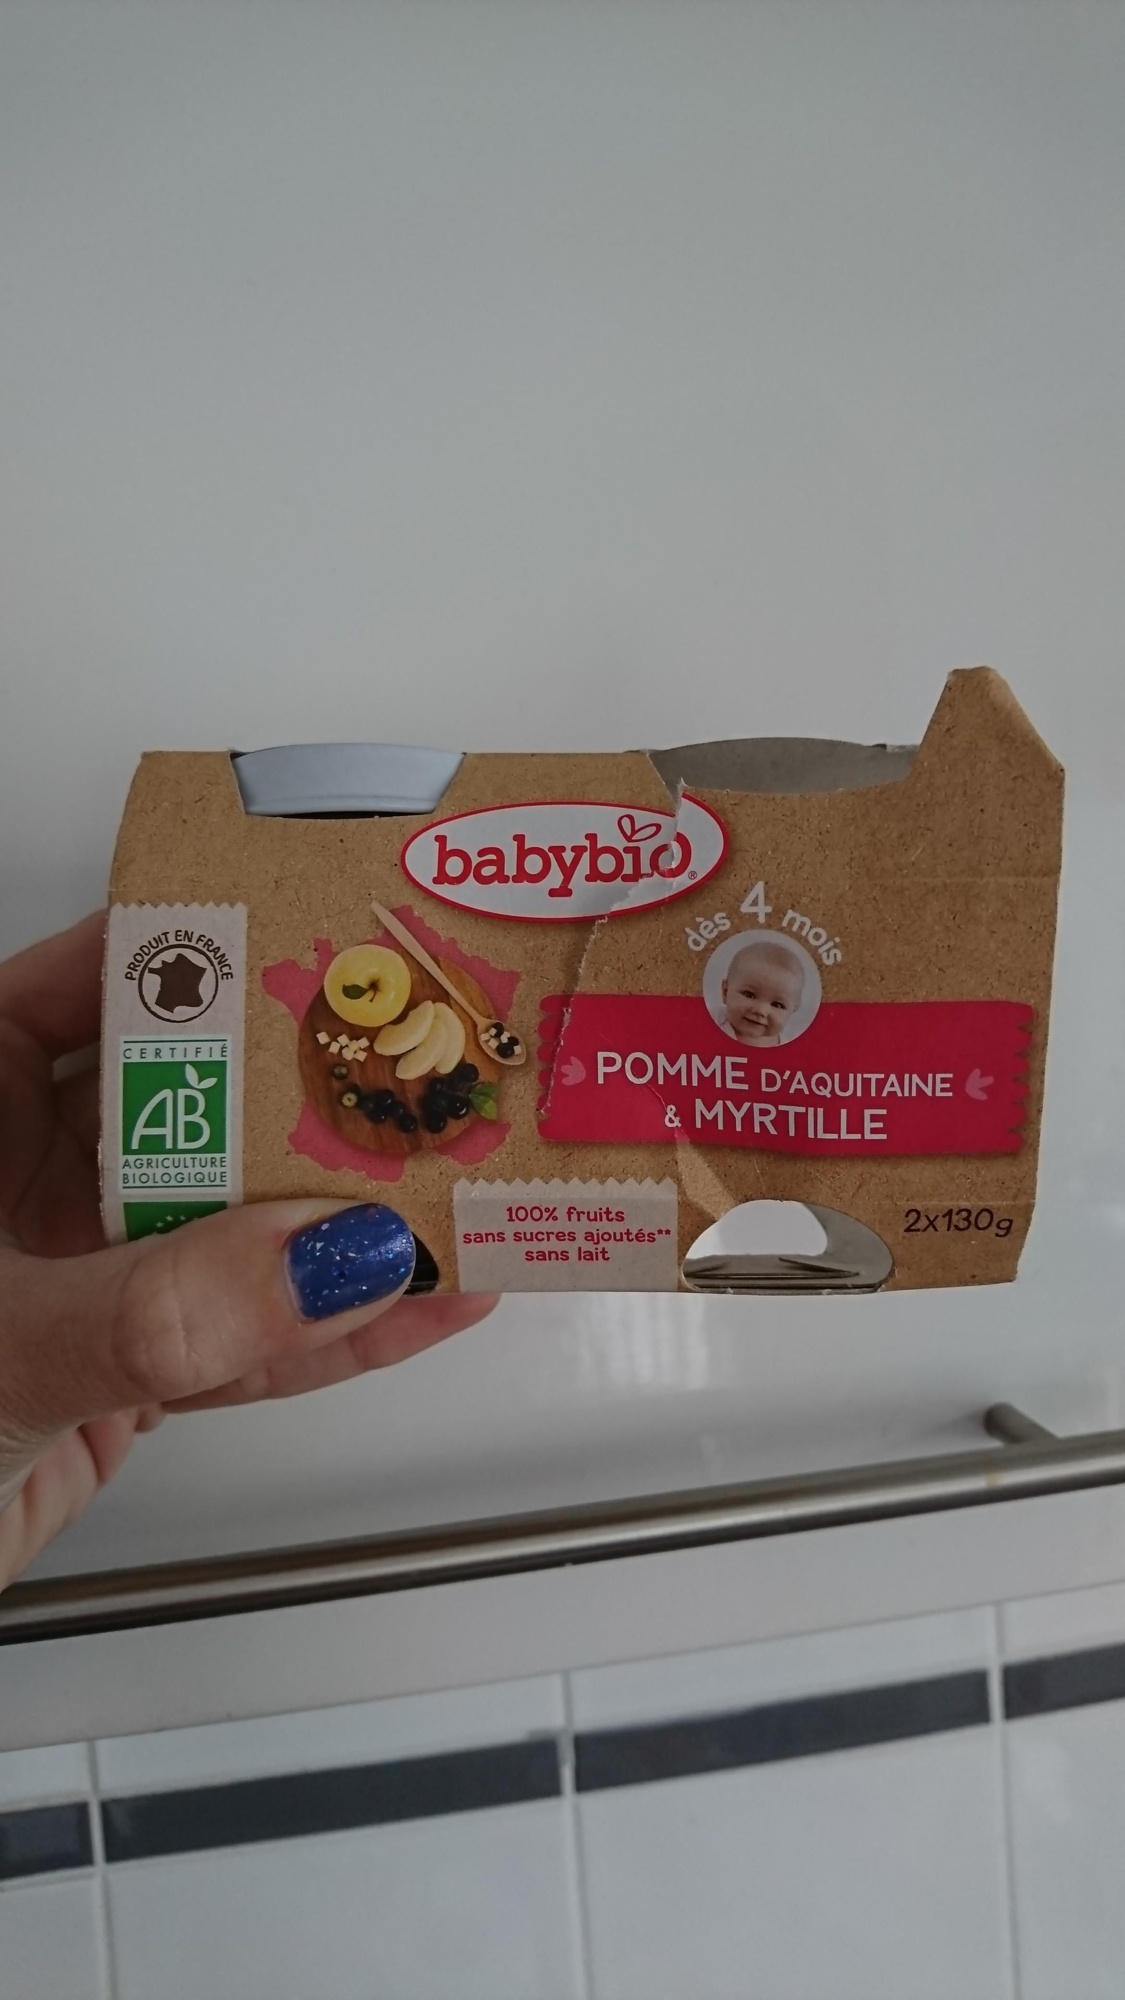 babybio®
dès 4 mois
PRODUIT EN FRANCE
CERTIFIÉ
AB
AGRICULTURE
BIOLOGIQUE
POMME D'AQUITAINE
& MYRTILLE
100% fruits
sans sucres ajoutés**
sans lait
2x130g